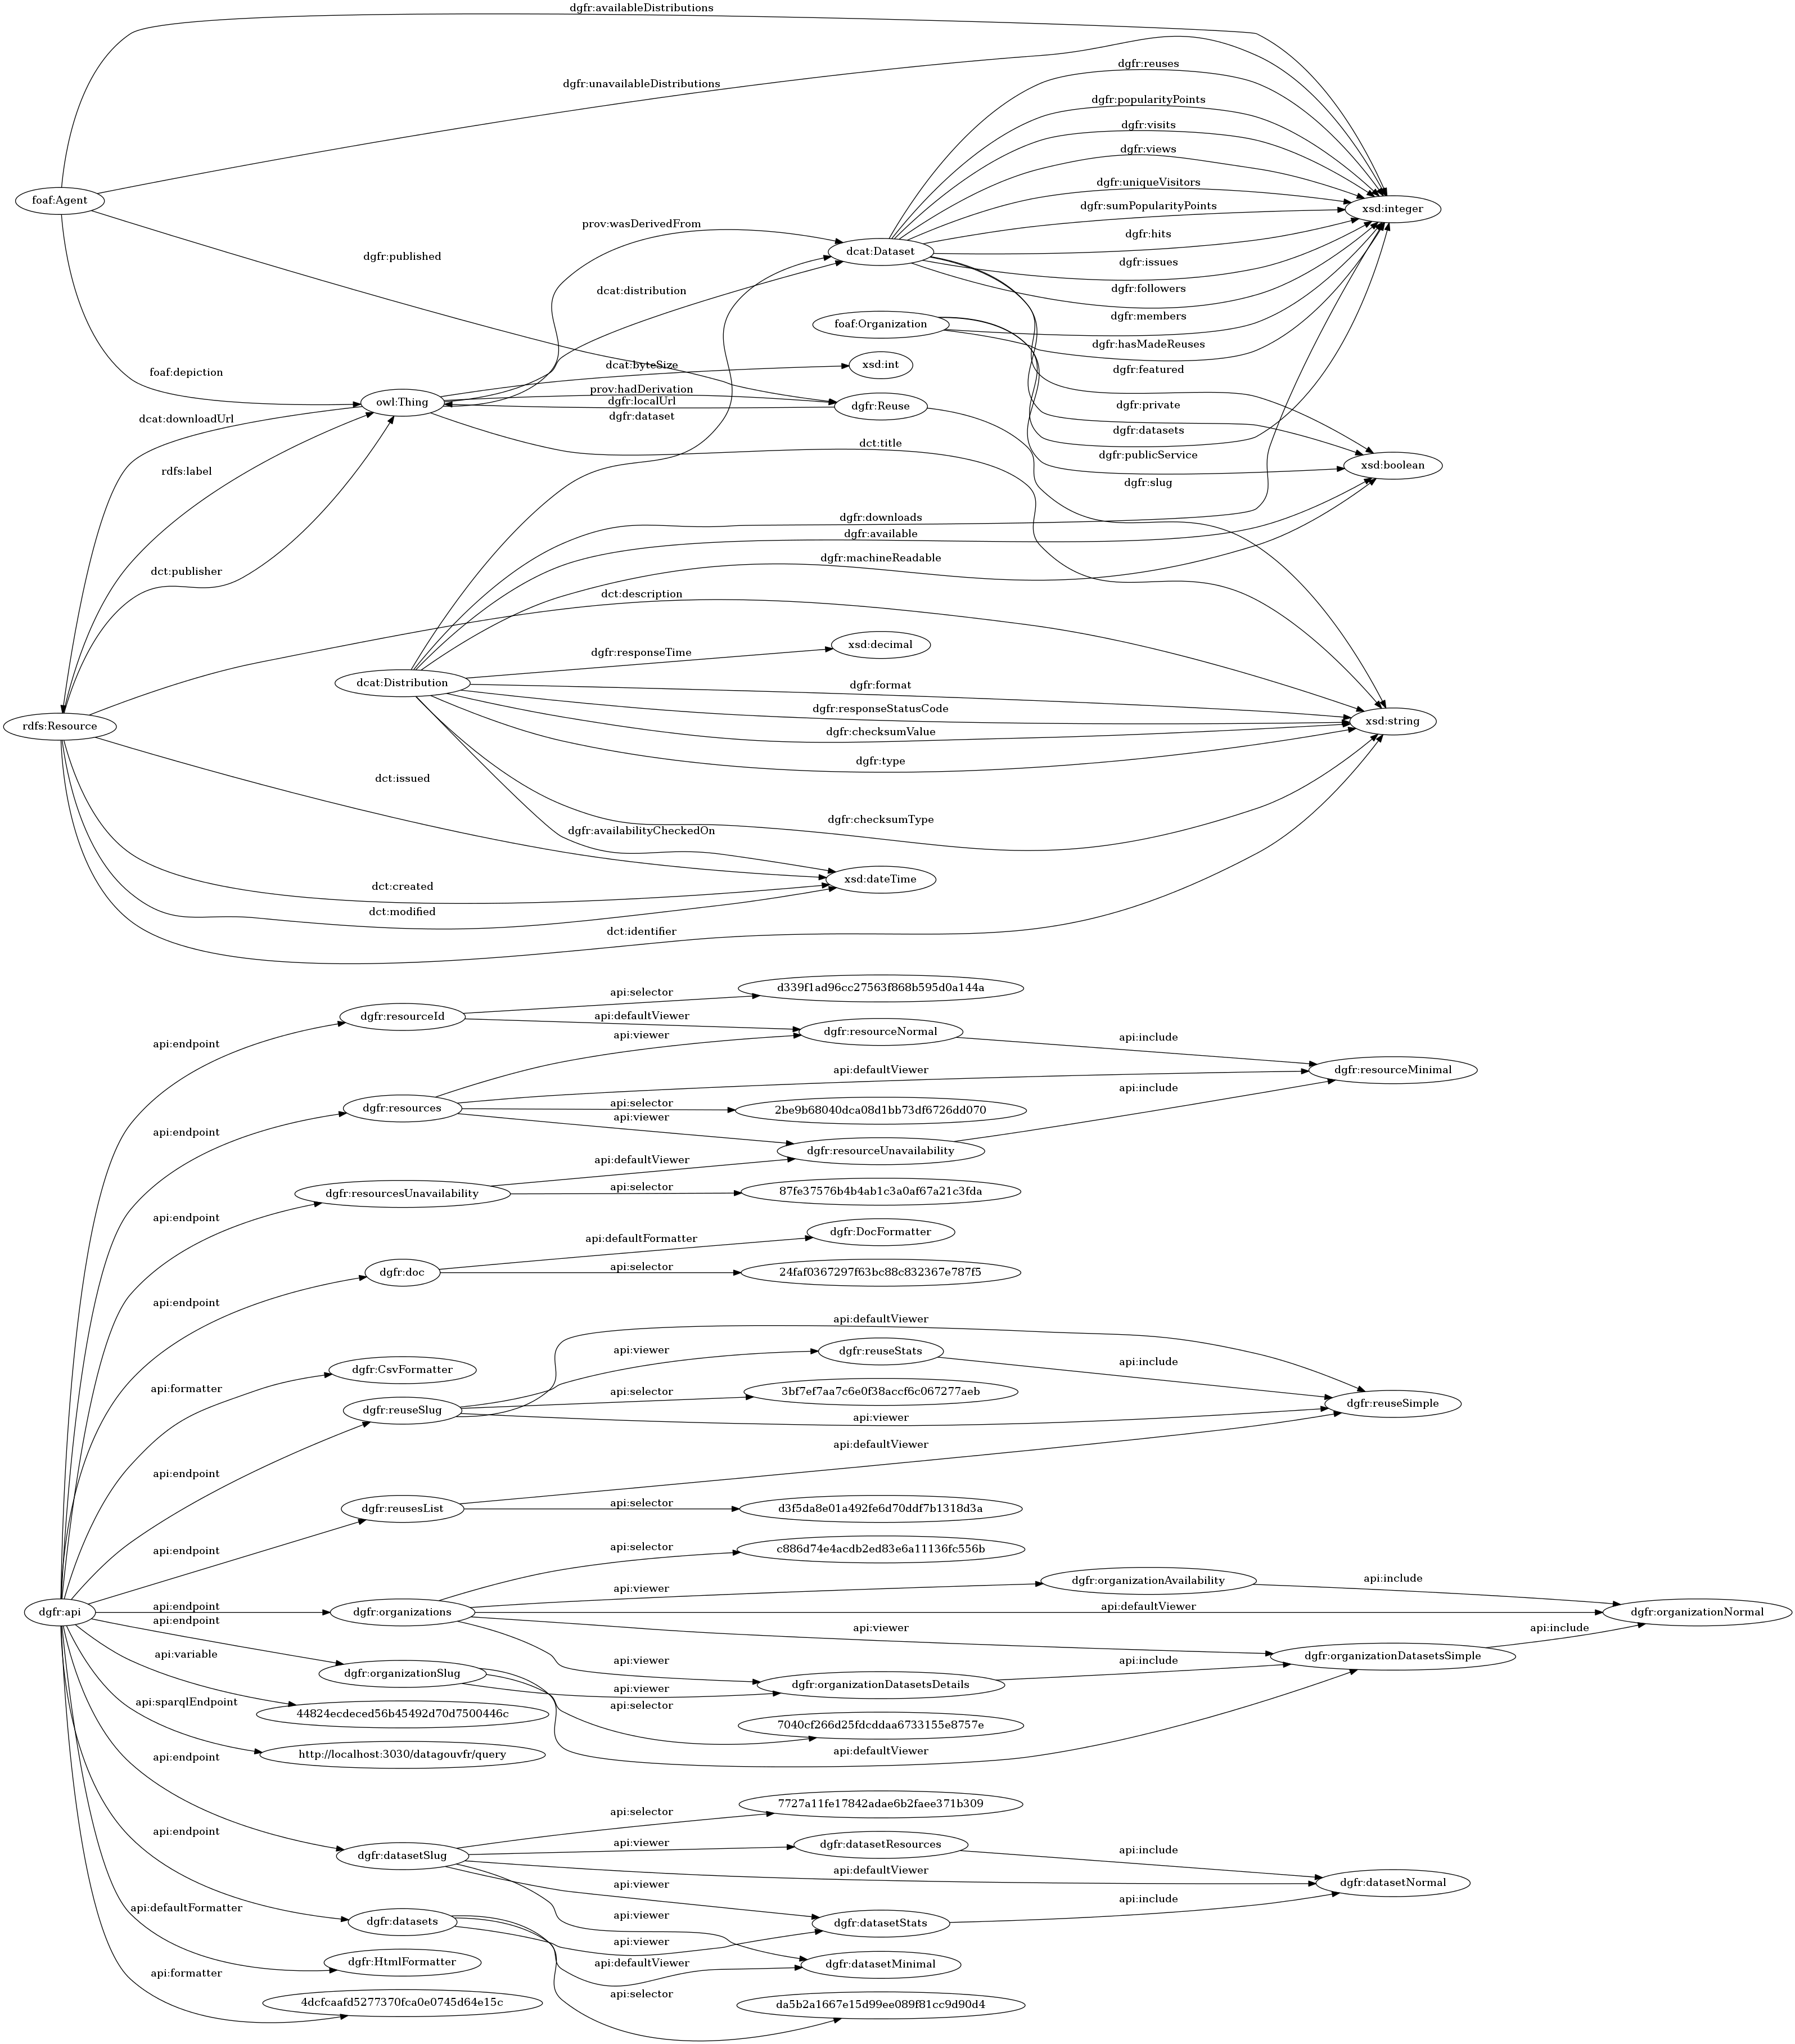 dgfr:availableDistributions
dgfr:reuses
dgfr:unavailableDistributions
dgfr:popularityPoints
dgfr:visits
dgfr:views
dgfr:uniqueVisitors
foaf:Agent
dgfr:sumPopularityPoints
xsd:integer
prov:wasDerivedFrom
dgfr:hits
dcat:Dataset
dgfr:published
dgfr:issues
dcat:distribution
dgfr:followers
dgfr:members
foaf:Organization
dgfr:hasMadeReuses
dcat:byteSize
xsd:int
dgfr:featured
foaf:depiction
prov:hadDerivation
owl:Thing
dgfr:localUrl
dgfr:Reuse
dgfr:private
dgfr:dataset
dcat:downloadUrl
dgfr:datasets
dct:title
dgfr:publicService
rdfs:label
xsd:boolean
dgfr:slug
dgfr:downloads
dgfr:available
dgfr:machineReadable
dct:publisher
dct:description
xsd:decimal
dgfr:responseTime
dcat:Distribution
dgfr:format
dgfr:responseStatusCode
rdfs:Resource
xsd:string
dgfr:checksumValue
dgfr:type
dct:issued
dgfr:checksumType
dgfr:availabilityCheckedOn
xsd:dateTime
dct:created
dct:modified
dct:identifier
d339f1ad96cc27563f868b595d0a144a
api:selector
dgfr:resourceId
api:defaultViewer
dgfr:resourceNormal
api:endpoint
api:viewer
api:include
api:defaultViewer
dgfr:resourceMinimal
api:include
dgfr:resources
api:selector
2be9b68040dca08d1bb73df6726dd070
api:viewer
api:endpoint
dgfr:resourceUnavailability
api:defaultViewer
dgfr:resourcesUnavailability
api:selector
87fe37576b4b4ab1c3a0af67a21c3fda
api:endpoint
dgfr:DocFormatter
api:defaultFormatter
dgfr:doc
api:selector
24faf0367297f63bc88c832367e787f5
api:endpoint
api:defaultViewer
api:viewer
dgfr:reuseStats
api:include
dgfr:CsvFormatter
api:formatter
api:selector
3bf7ef7aa7c6e0f38accf6c067277aeb
dgfr:reuseSimple
dgfr:reuseSlug
api:viewer
api:defaultViewer
api:endpoint
dgfr:reusesList
api:selector
d3f5da8e01a492fe6d70ddf7b1318d3a
api:endpoint
api:selector
c886d74e4acdb2ed83e6a11136fc556b
dgfr:organizationAvailability
api:include
api:viewer
dgfr:api
api:endpoint
dgfr:organizations
api:defaultViewer
dgfr:organizationNormal
api:endpoint
api:viewer
api:include
api:variable
dgfr:organizationDatasetsSimple
api:viewer
api:include
dgfr:organizationSlug
dgfr:organizationDatasetsDetails
api:viewer
api:sparqlEndpoint
api:selector
44824ecdeced56b45492d70d7500446c
7040cf266d25fdcddaa6733155e8757e
http://localhost:3030/datagouvfr/query
api:defaultViewer
api:endpoint
7727a11fe17842adae6b2faee371b309
api:selector
api:endpoint
api:viewer
dgfr:datasetResources
api:include
dgfr:datasetSlug
api:defaultViewer
dgfr:datasetNormal
api:viewer
api:include
api:defaultFormatter
api:viewer
dgfr:datasets
dgfr:datasetStats
api:viewer
dgfr:HtmlFormatter
api:defaultViewer
dgfr:datasetMinimal
api:formatter
api:selector
4dcfcaafd5277370fca0e0745d64e15c
da5b2a1667e15d99ee089f81cc9d90d4